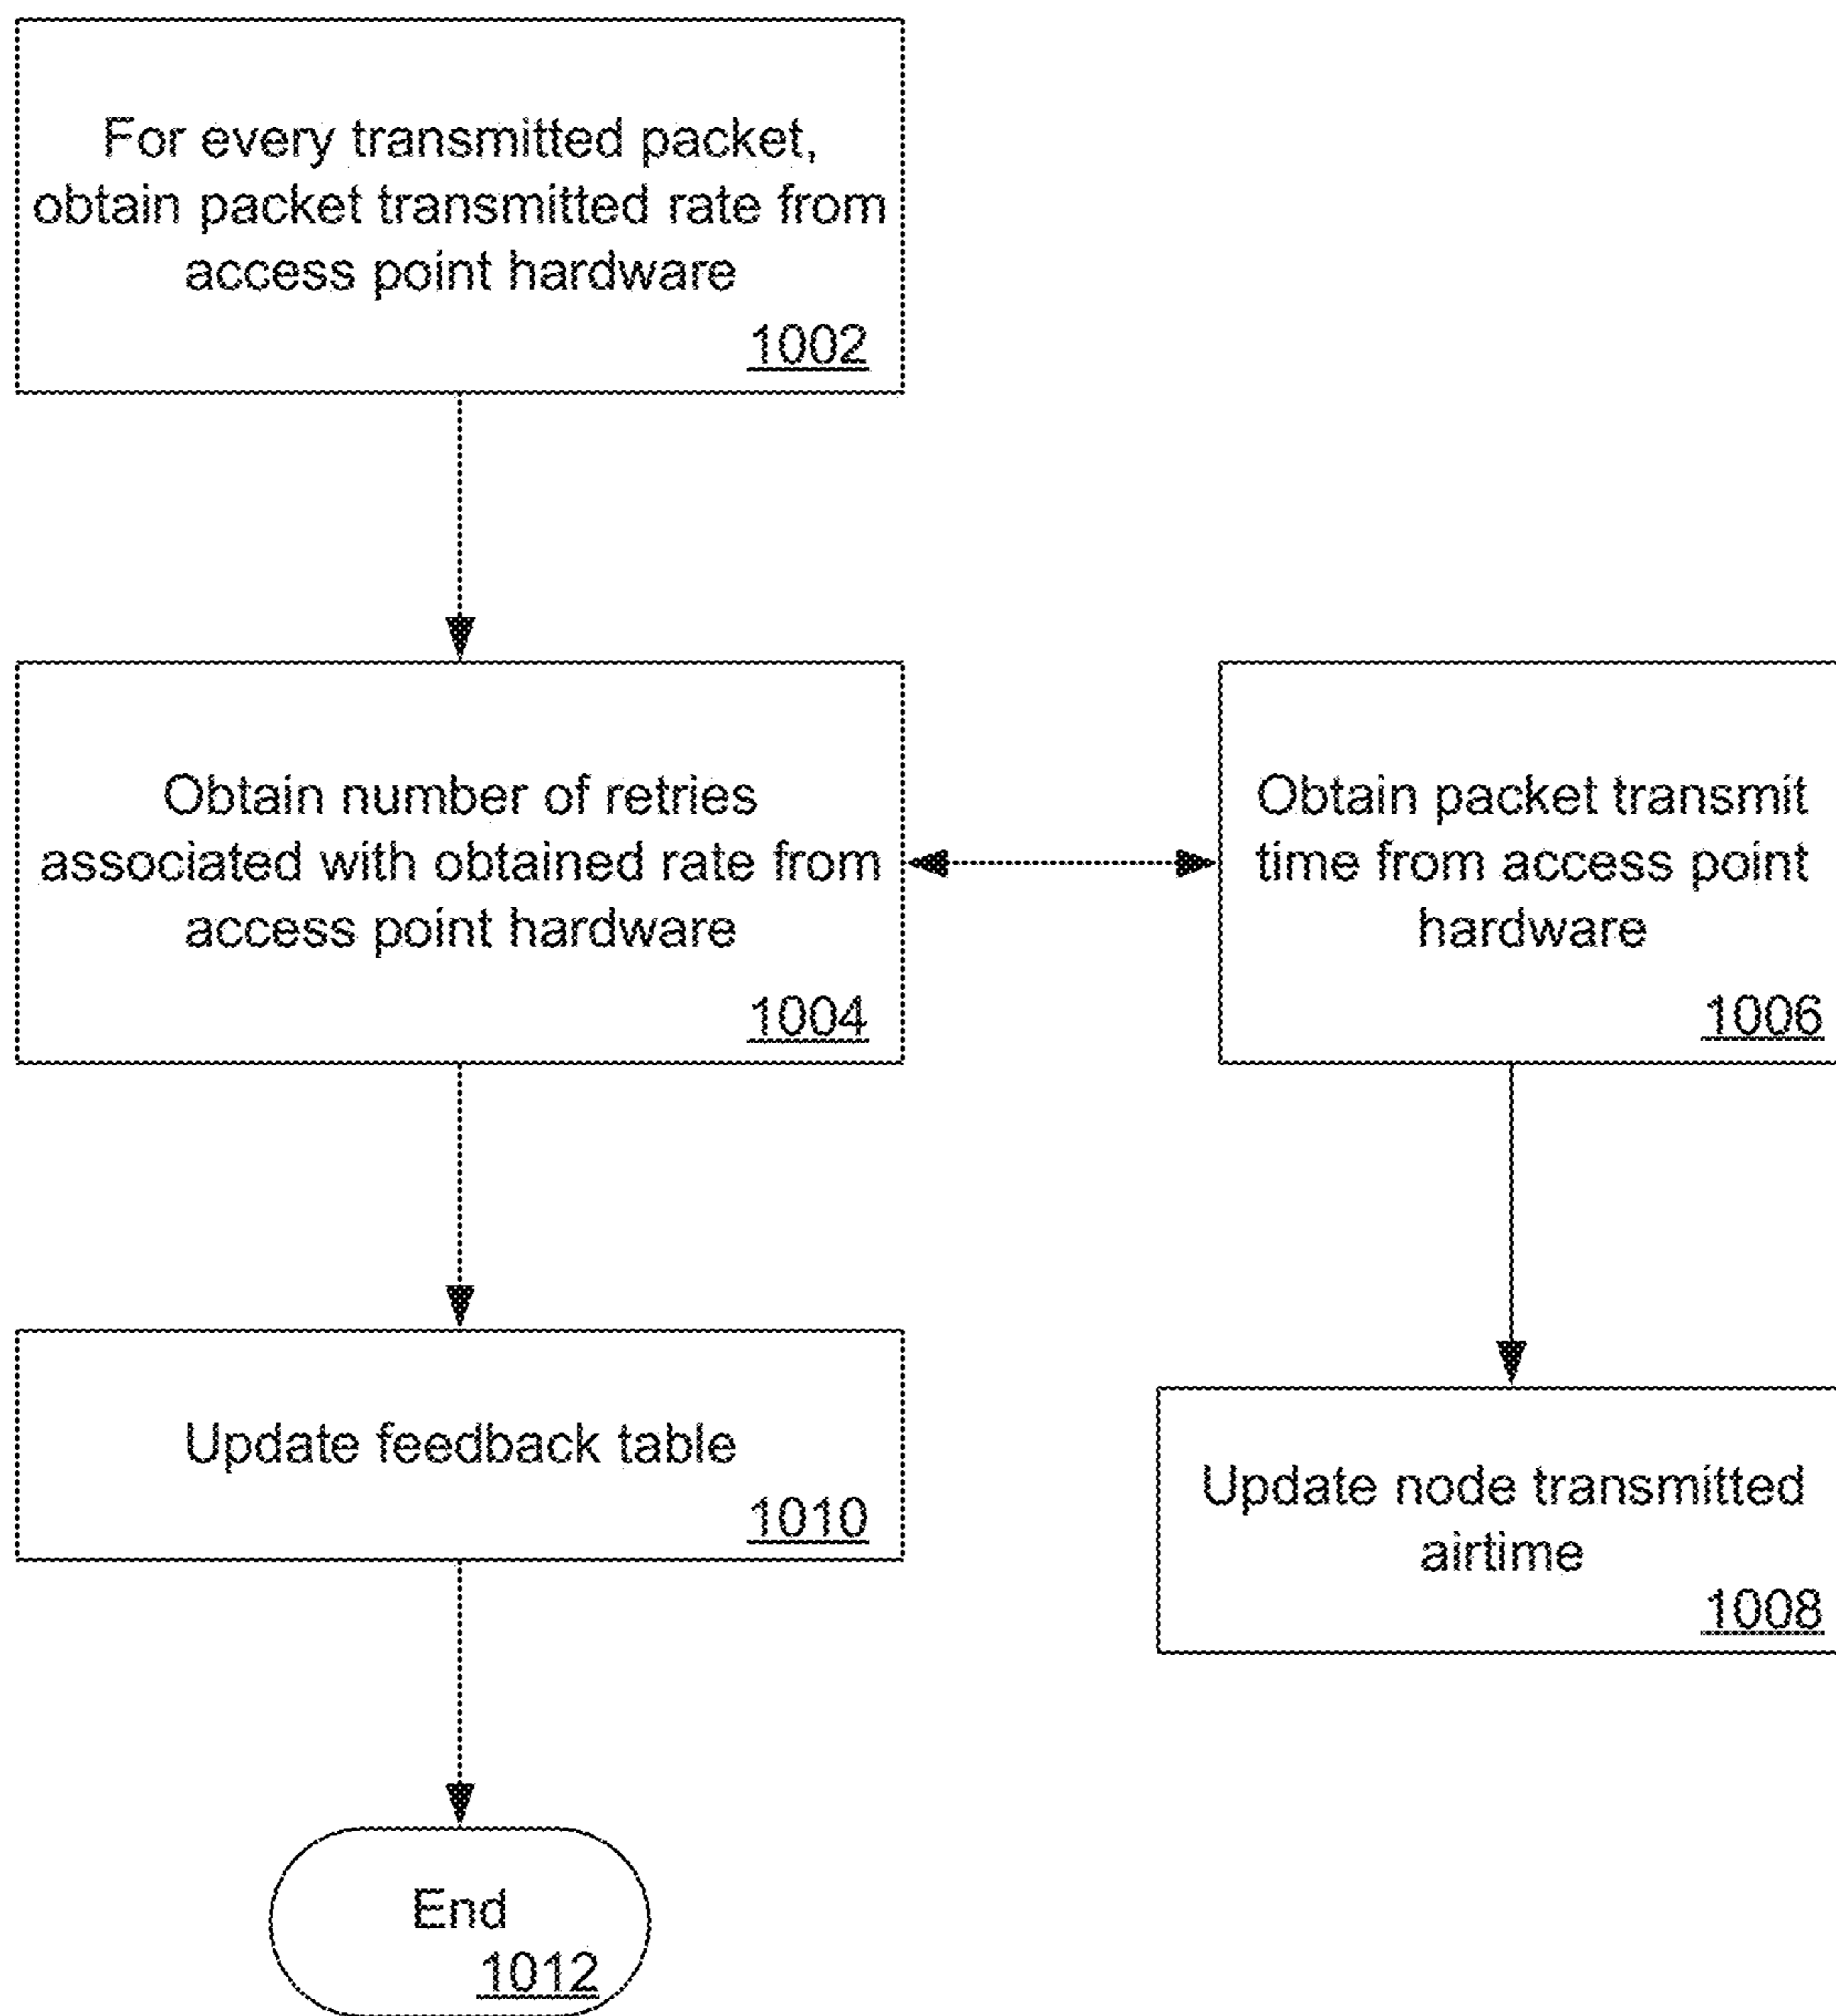 For every transmitted packet,
obtain packet transmitted rate from
access point hardware
1002
Obtain number of retries
associated with obtained rate from
access point hardware
1004
Obtain packet transmit
time from access point
hardware
1006
Update feedback table
1010
Update node transmitted
airtime
1008
End
1012